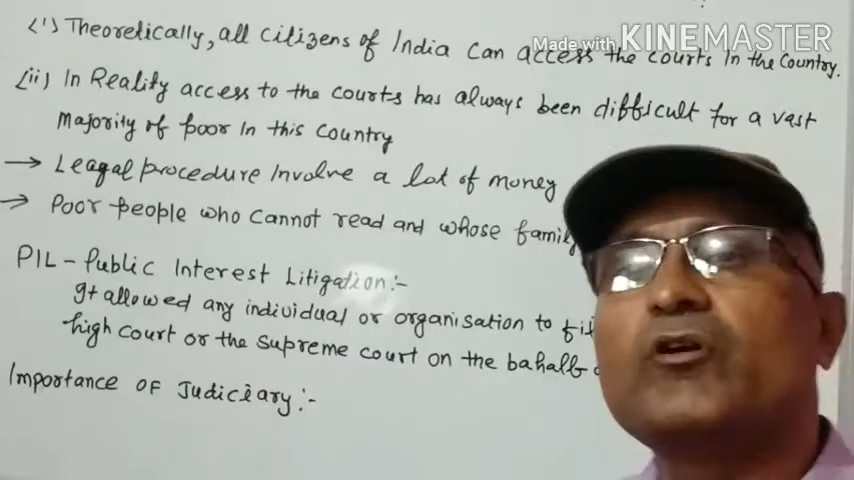 (i) Theoretically, all citizens of India can access the courts in the country.
Made with KINEMASTER
(ii) In Reality access to the courts has always been difficult for a vast
majority of poor in this country
→ Leagal procedure involve a lot of money
→ Poor people who cannot read and whose family
PIL - Public Interest Litigation :-
It allowed any individual or organisation to
high court or the supreme court on the bahalb
Importance of Judiciary :-